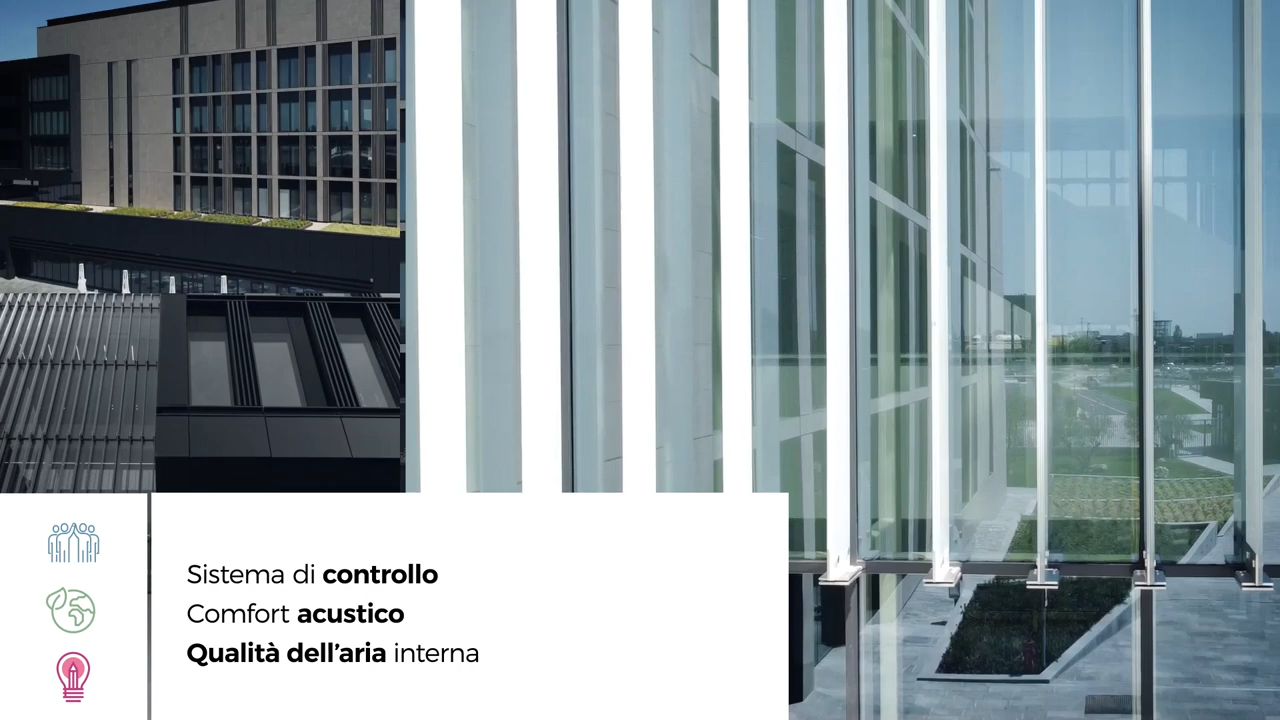 Sistema di controllo
Comfort acustico
Qualità dell’aria interna